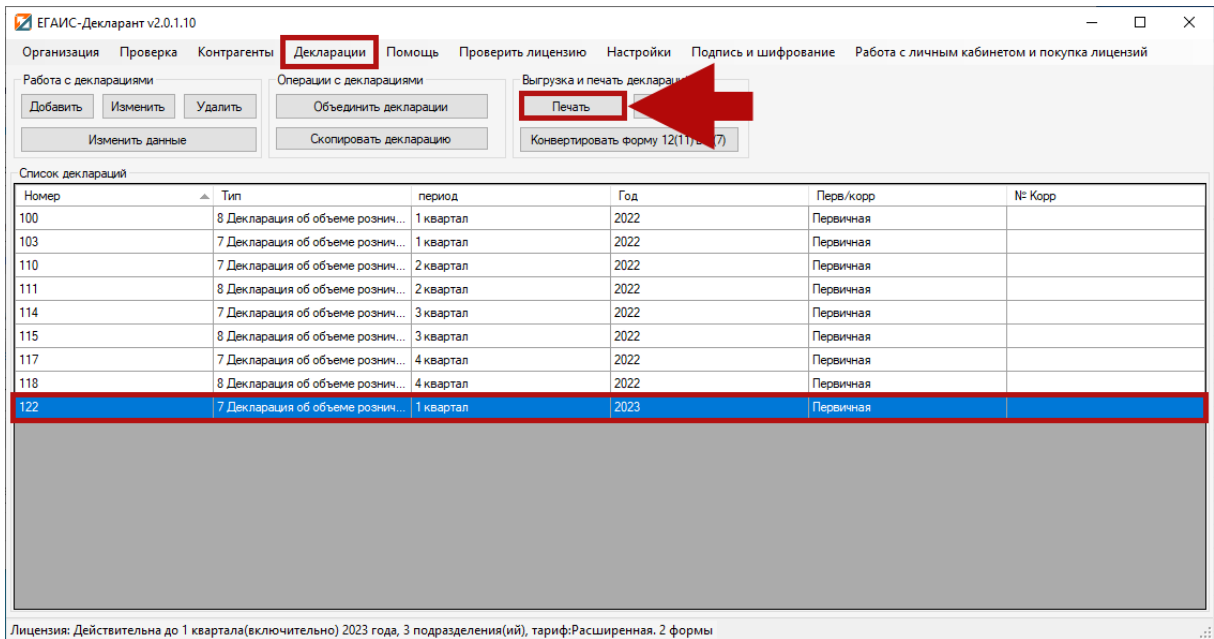 ЕГАИС-Декларант v2.0.1.10
Организация Проверка Контрагенты Декларации Помощь Проверить лицензию Настройки Подпись и шифрование Работа с личным кабинетом и покупка лицензий
Работа с декларациями Операции с декларациями Выгрузка и печать
Добавить Изменить Удалить Объединить декларации Печать
Изменить данные Скопировать декларацию Конвертировать форму 12(11)
Список деклараций
Номер Тип период Год Перв/корр № Корр
100 8 Декларация об объеме рознич... 1 квартал 2022 Первичная
103 7 Декларация об объеме рознич... 1 квартал 2022 Первичная
110 7 Декларация об объеме рознич... 2 квартал 2022 Первичная
111 8 Декларация об объеме рознич... 2 квартал 2022 Первичная
114 7 Декларация об объеме рознич... 3 квартал 2022 Первичная
115 8 Декларация об объеме рознич... 3 квартал 2022 Первичная
117 7 Декларация об объеме рознич... 4 квартал 2022 Первичная
118 8 Декларация об объеме рознич... 4 квартал 2022 Первичная
122 7 Декларация об объеме рознич... 1 квартал 2023 Первичная
Лицензия: Действительна до 1 квартала(включительно) 2023 года, 3 подразделения(ий), тариф:Расширенная. 2 формы